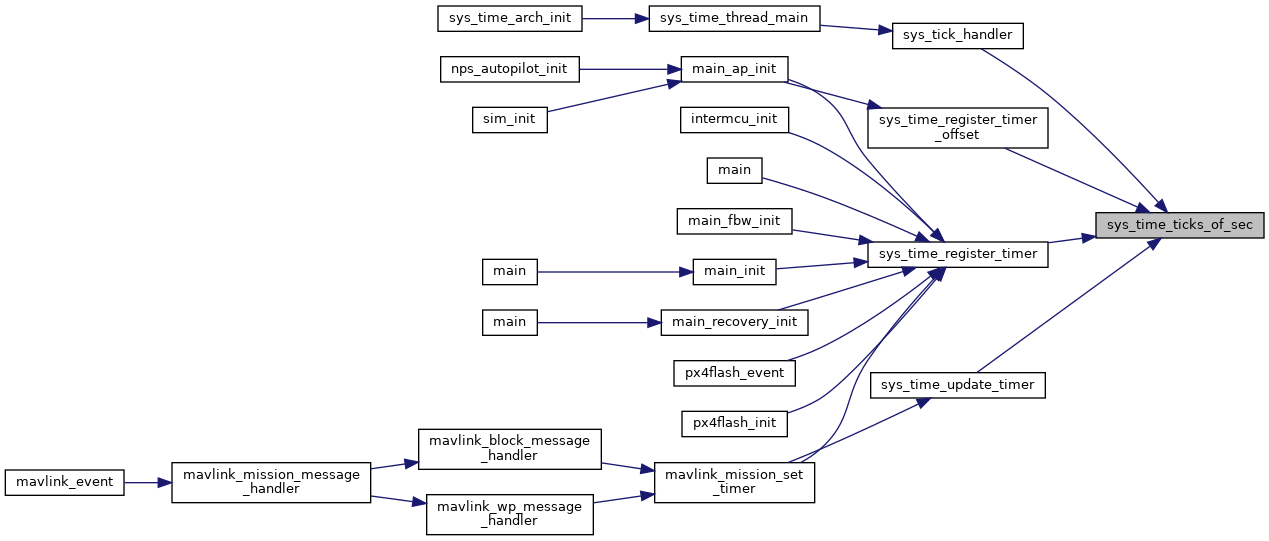 sys_time_arch_init
sys_time_thread_main
sys_tick_handler
nps_autopilot_init
main_ap_init
sim_init
intermcu_init
sys_time_register_timer
_offset
main
main_fbw_init
sys_time_ticks_of_sec
sys_time_register_timer
main
main_init
main
main_recovery_init
px4flash_event
sys_time_update_timer
px4flash_init
mavlink_block_message
_handler
mavlink_event
mavlink_mission_message
_handler
mavlink_mission_set
_timer
mavlink_wp_message
_handler